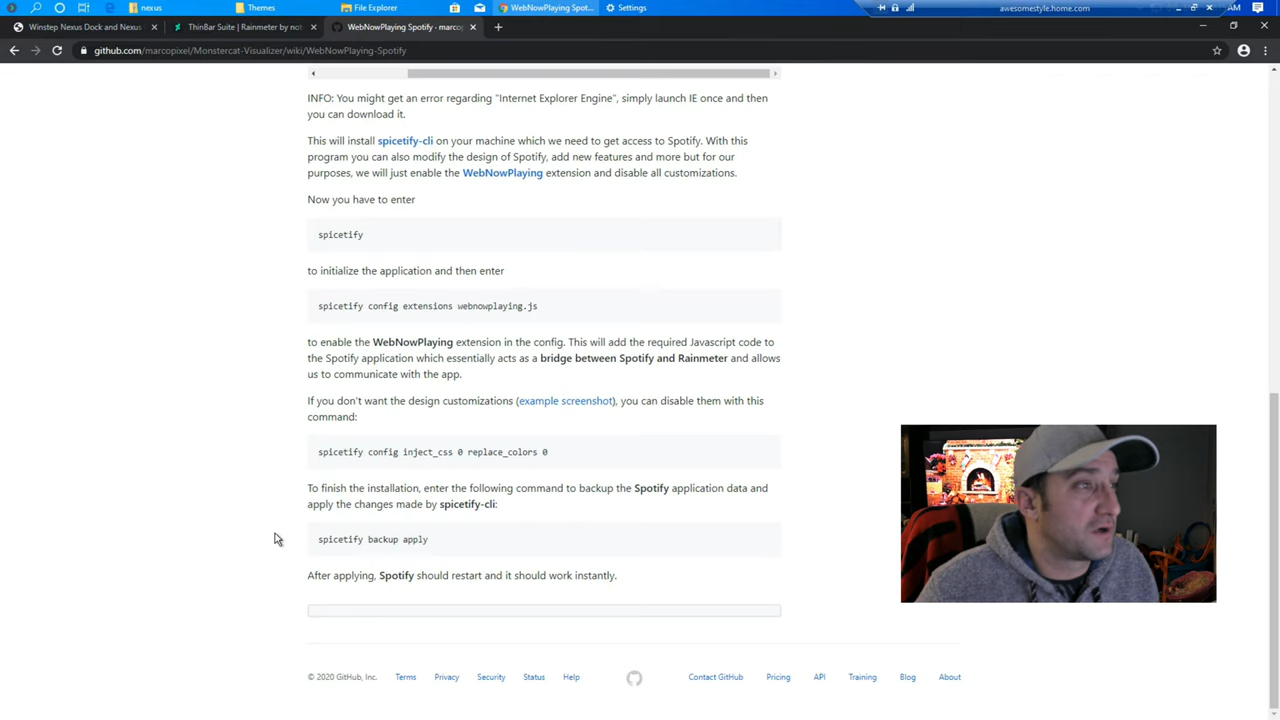 nexus
Themes
File Explorer
WebNowPlaying Spot...
Settings
awesomestyle.home.com
AM
Winstep Nexus Dock and Nexus
ThinBar Suite | Rainmeter by no
WebNowPlaying Spotify · marcop
github.com/marcopixel/Monstercat-Visualizer/wiki/WebNowPlaying-Spotify
INFO: You might get an error regarding "Internet Explorer Engine", simply launch IE once and then
you can download it.
This will install spicetify-cli on your machine which we need to get access to Spotify. With this
program you can also modify the design of Spotify, add new features and more but for our
purposes, we will just enable the WebNowPlaying extension and disable all customizations.
Now you have to enter
spicetify
to initialize the application and then enter
spicetify config extensions webnowplaying.js
to enable the WebNowPlaying extension in the config. This will add the required Javascript code to
the Spotify application which essentially acts as a bridge between Spotify and Rainmeter and allows
us to communicate with the app.
If you don't want the design customizations (example screenshot), you can disable them with this
command:
spicetify config inject_css 0 replace_colors 0
To finish the installation, enter the following command to backup the Spotify application data and
apply the changes made by spicetify-cli:
spicetify backup apply
After applying, Spotify should restart and it should work instantly.
© 2020 GitHub, Inc. Terms Privacy Security Status Help Contact GitHub Pricing API Training Blog About